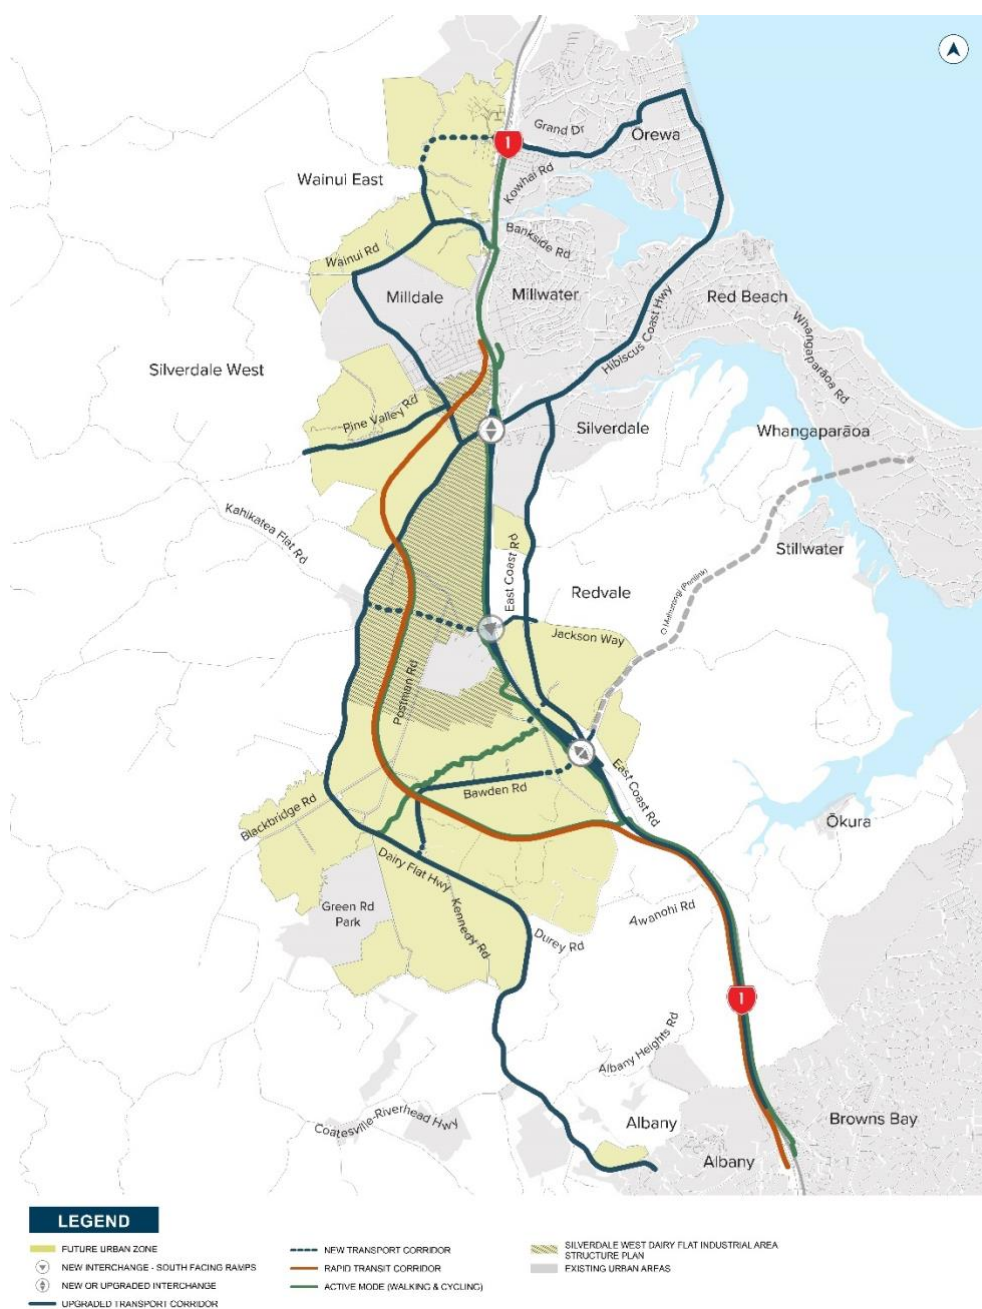 Grand Dr
Orewa
1
Kowhai Rd
Wainui East
Bankside Rd
Wainui Rd
Milldale
Millwater
Red Beach
Hibiscus Coast Hwy
Whangaparāoa Rd
Silverdale West
Pine Valley Rd
Silverdale
Whangaparāoa
Kahikatea Flat Rd
Stillwater
East Coast Rd
Redvale
O Mahurangi (Penlink)
Jackson Way
Postman Rd
Bawden Rd
East Coast Rd
Blackbridge Rd
Ōkura
Dairy Flat Hwy
Green Rd
Park
Kennedy Rd
Awanohi Rd
Durey Rd
1
Albany Heights Rd
Coatesville-Riverhead Hwy
Albany
Browns Bay
Albany
LEGEND
FUTURE URBAN ZONE
NEW INTERCHANGE - SOUTH FACING RAMPS
NEW OR UPGRADED INTERCHANGE
UPGRADED TRANSPORT CORRIDOR
NEW TRANSPORT CORRIDOR
RAPID TRANSIT CORRIDOR
ACTIVE MODE (WALKING & CYCLING)
SILVERDALE WEST DAIRY FLAT INDUSTRIAL AREA
STRUCTURE PLAN
EXISTING URBAN AREAS